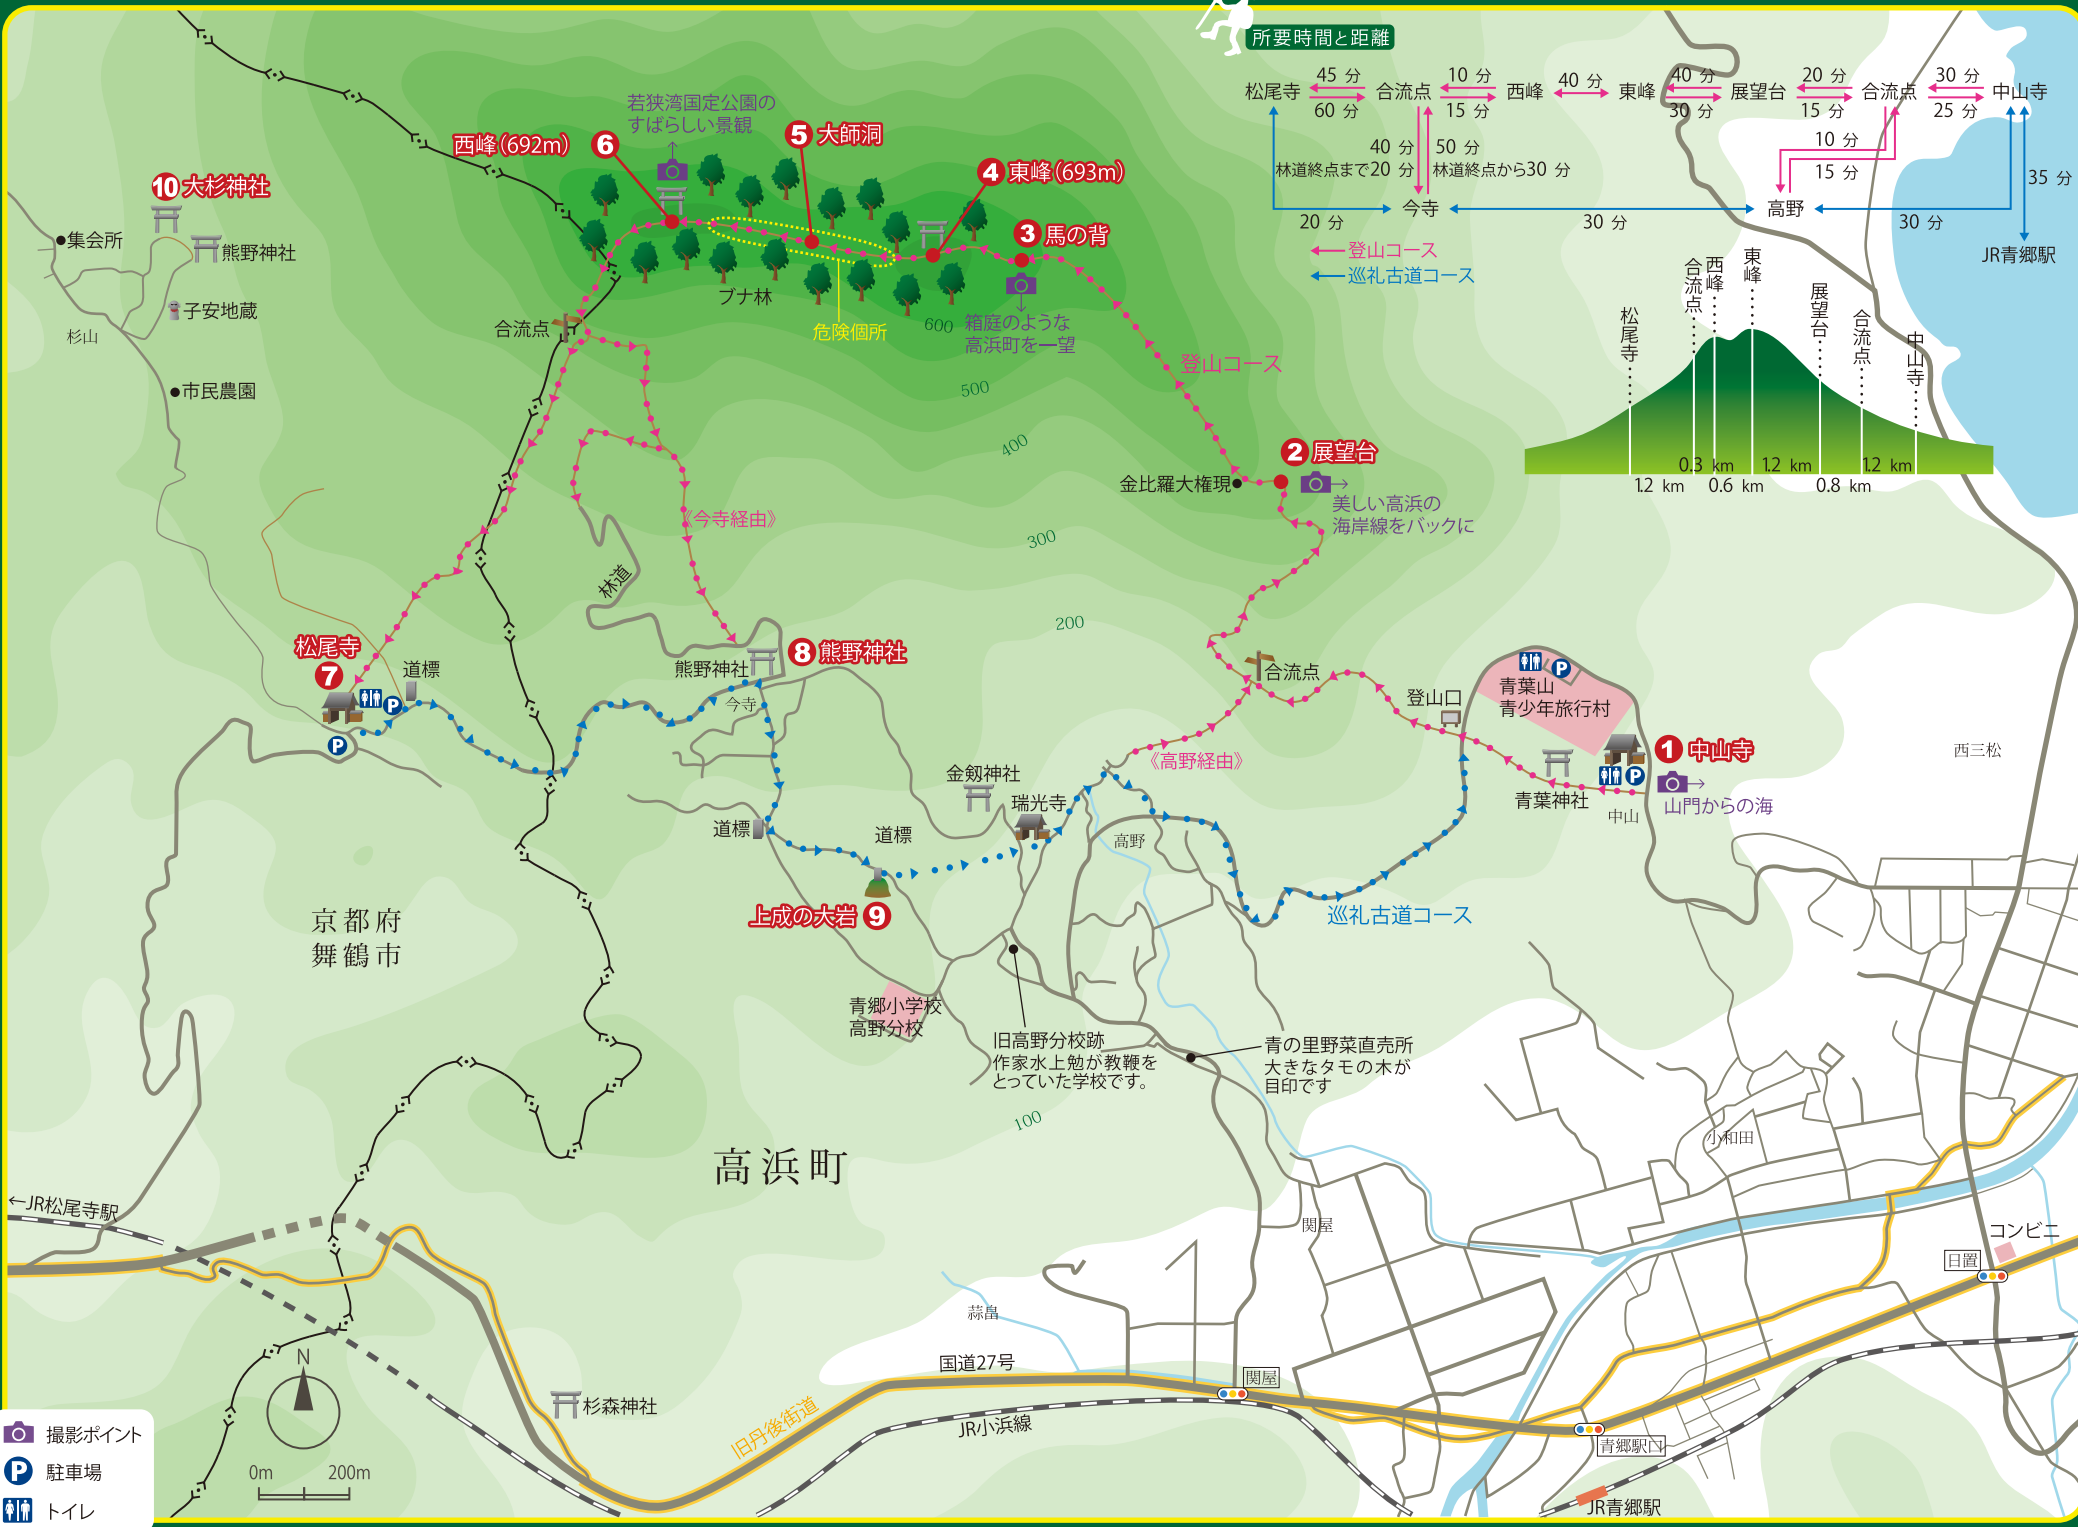 所要時間と距離
松尾寺
45 分
60 分
合流点
10 分
15 分
西峰
40 分
東峰
40 分
30 分
展望台
20 分
15 分
合流点
30 分
25 分
中山寺
40 分
林道終点まで20 分
50 分
林道終点から30 分
10 分
15 分
35 分
20 分
今寺
30 分
高野
30 分
JR青郷駅
登山コース
巡礼古道コース
松尾寺
合流点
西峰
東峰
展望台
合流点
中山寺
0.3 km
1.2 km
1.2 km
1.2 km
0.6 km
0.8 km
若狭湾国定公園の
すばらしい景観
西峰(692m)
6
5 大師洞
4 東峰(693m)
3 馬の背
10 大杉神社
集会所
熊野神社
子安地蔵
杉山
市民農園
合流点
ブナ林
危険個所
600
箱庭のような
高浜町を一望
500
登山コース
400
2 展望台
金比羅大権現
美しい高浜の
海岸線をバックに
300
《今寺経由》
林道
200
松尾寺
7
道標
熊野神社
8 熊野神社
今寺
合流点
登山口
青葉山
青少年旅行村
1 中山寺
西三松
《高野経由》
金剱神社
瑞光寺
青葉神社
中山
山門からの海
道標
道標
高野
上成の大岩 9
巡礼古道コース
京都府
舞鶴市
青郷小学校
高野分校
旧高野分校跡
作家水上勉が教鞭を
とっていた学校です。
青の里野菜直売所
大きなタモの木が
目印です
100
高浜町
小和田
←JR松尾寺駅
関屋
コンビニ
日置
蒜畠
国道27号
関屋
N
杉森神社
旧丹後街道
JR小浜線
青郷駅口
JR青郷駅
0m 200m
撮影ポイント
P 駐車場
トイレ
P
P
P
P